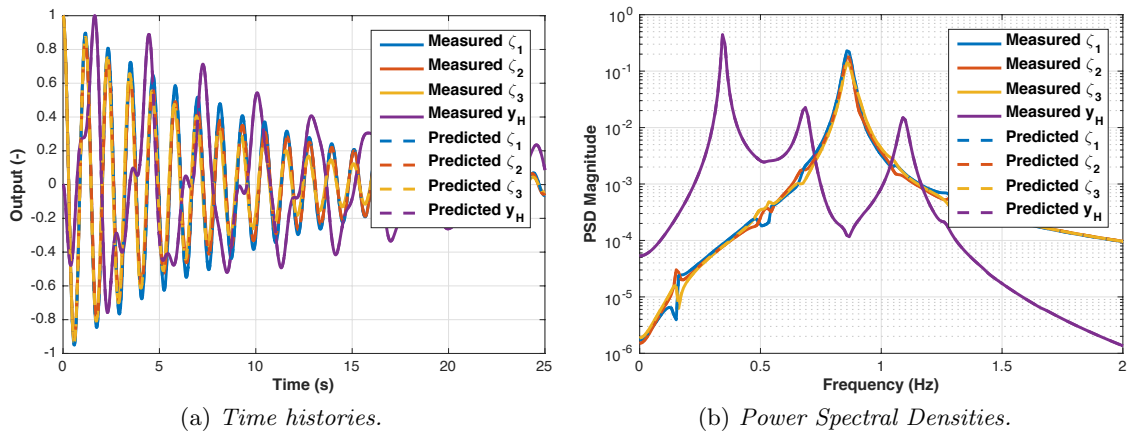 1
0.8
0.6
0.4
0.2
0
-0.2
-0.4
-0.6
-0.8
-1
Output (-)
0 5 10 15 20 25
Time (s)
Measured ζ1
Measured ζ2
Measured ζ3
Measured yH
Predicted ζ1
Predicted ζ2
Predicted ζ3
Predicted yH
(a) Time histories.
10^0
10^-1
10^-2
10^-3
10^-4
10^-5
10^-6
PSD Magnitude
0 0.5 1 1.5 2
Frequency (Hz)
Measured ζ1
Measured ζ2
Measured ζ3
Measured yH
Predicted ζ1
Predicted ζ2
Predicted ζ3
Predicted yH
(b) Power Spectral Densities.